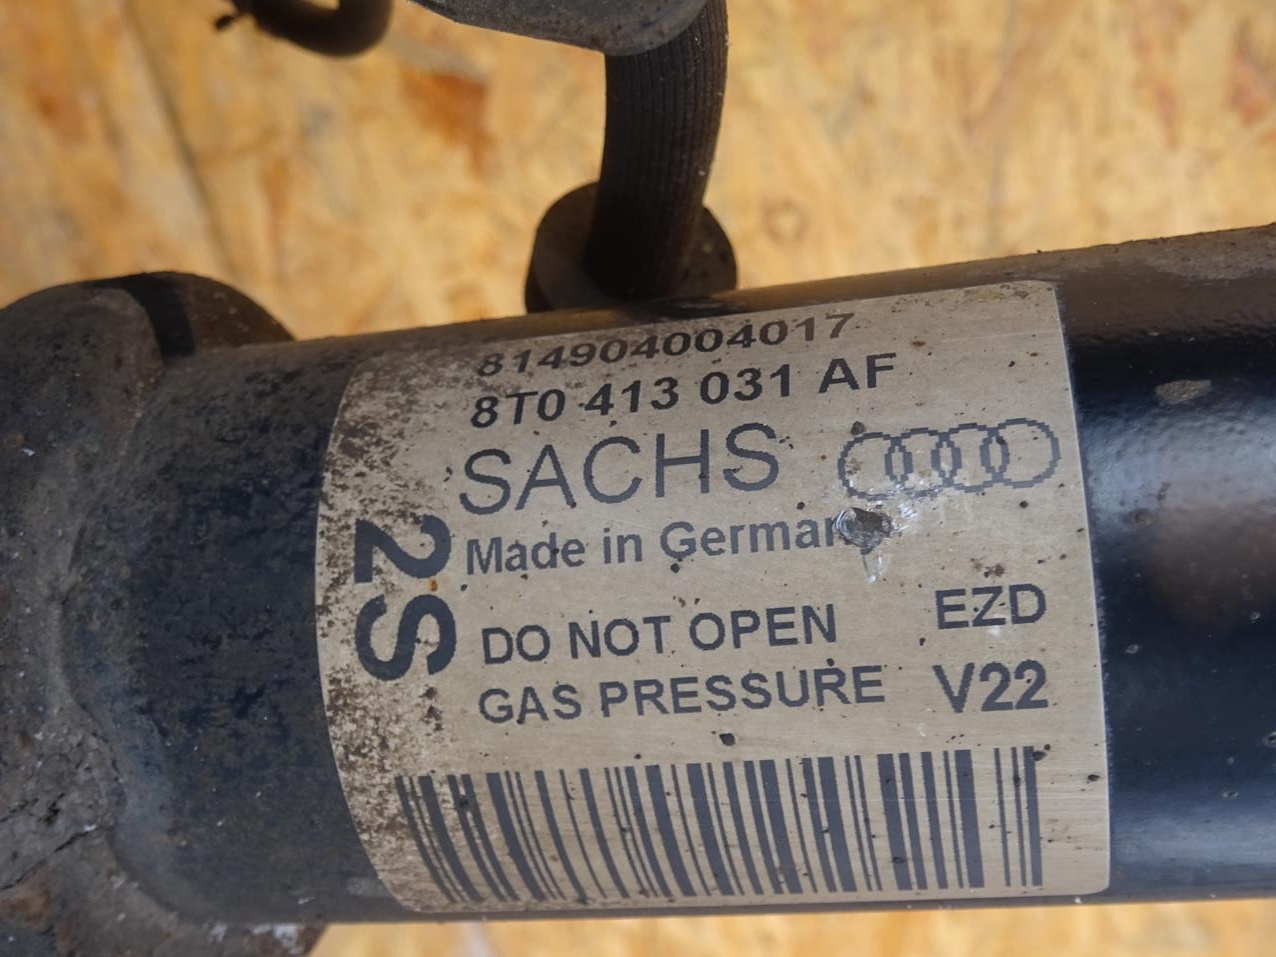 814904004017
8T0 413 031 AF
SACHS
Made in German
2S
DO NOT OPEN EZD
GAS PRESSURE V22